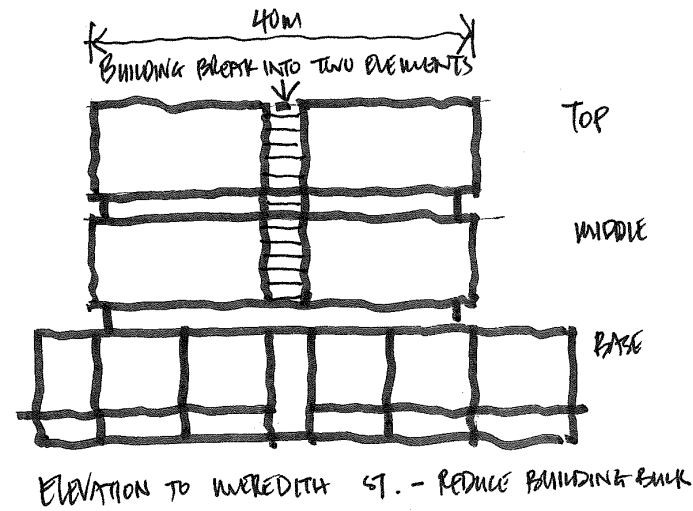 40m
BUILDING BREAK INTO TWO ELEMENTS
TOP
MIDDLE
BASE
ELEVATION TO MEREDITH ST. - REDUCE BUILDING BULK